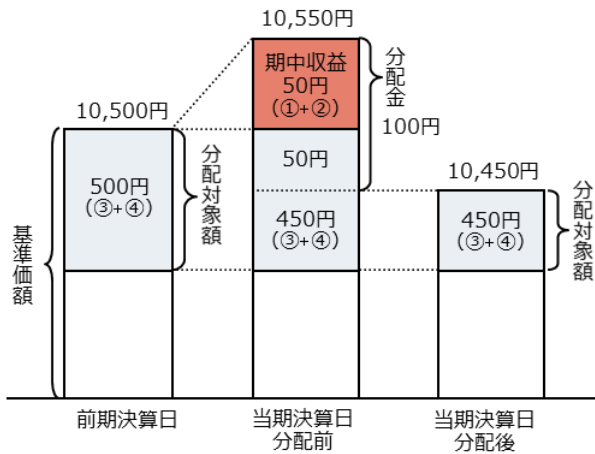 10,550円
期中収益
50円
(①+②)
分配金
100円
10,500円
50円
10,450円
500円
(③+④)
分配対象額
450円
(③+④)
450円
(③+④)
分配対象額
基準価額
前期決算日
当期決算日
分配前
当期決算日
分配後